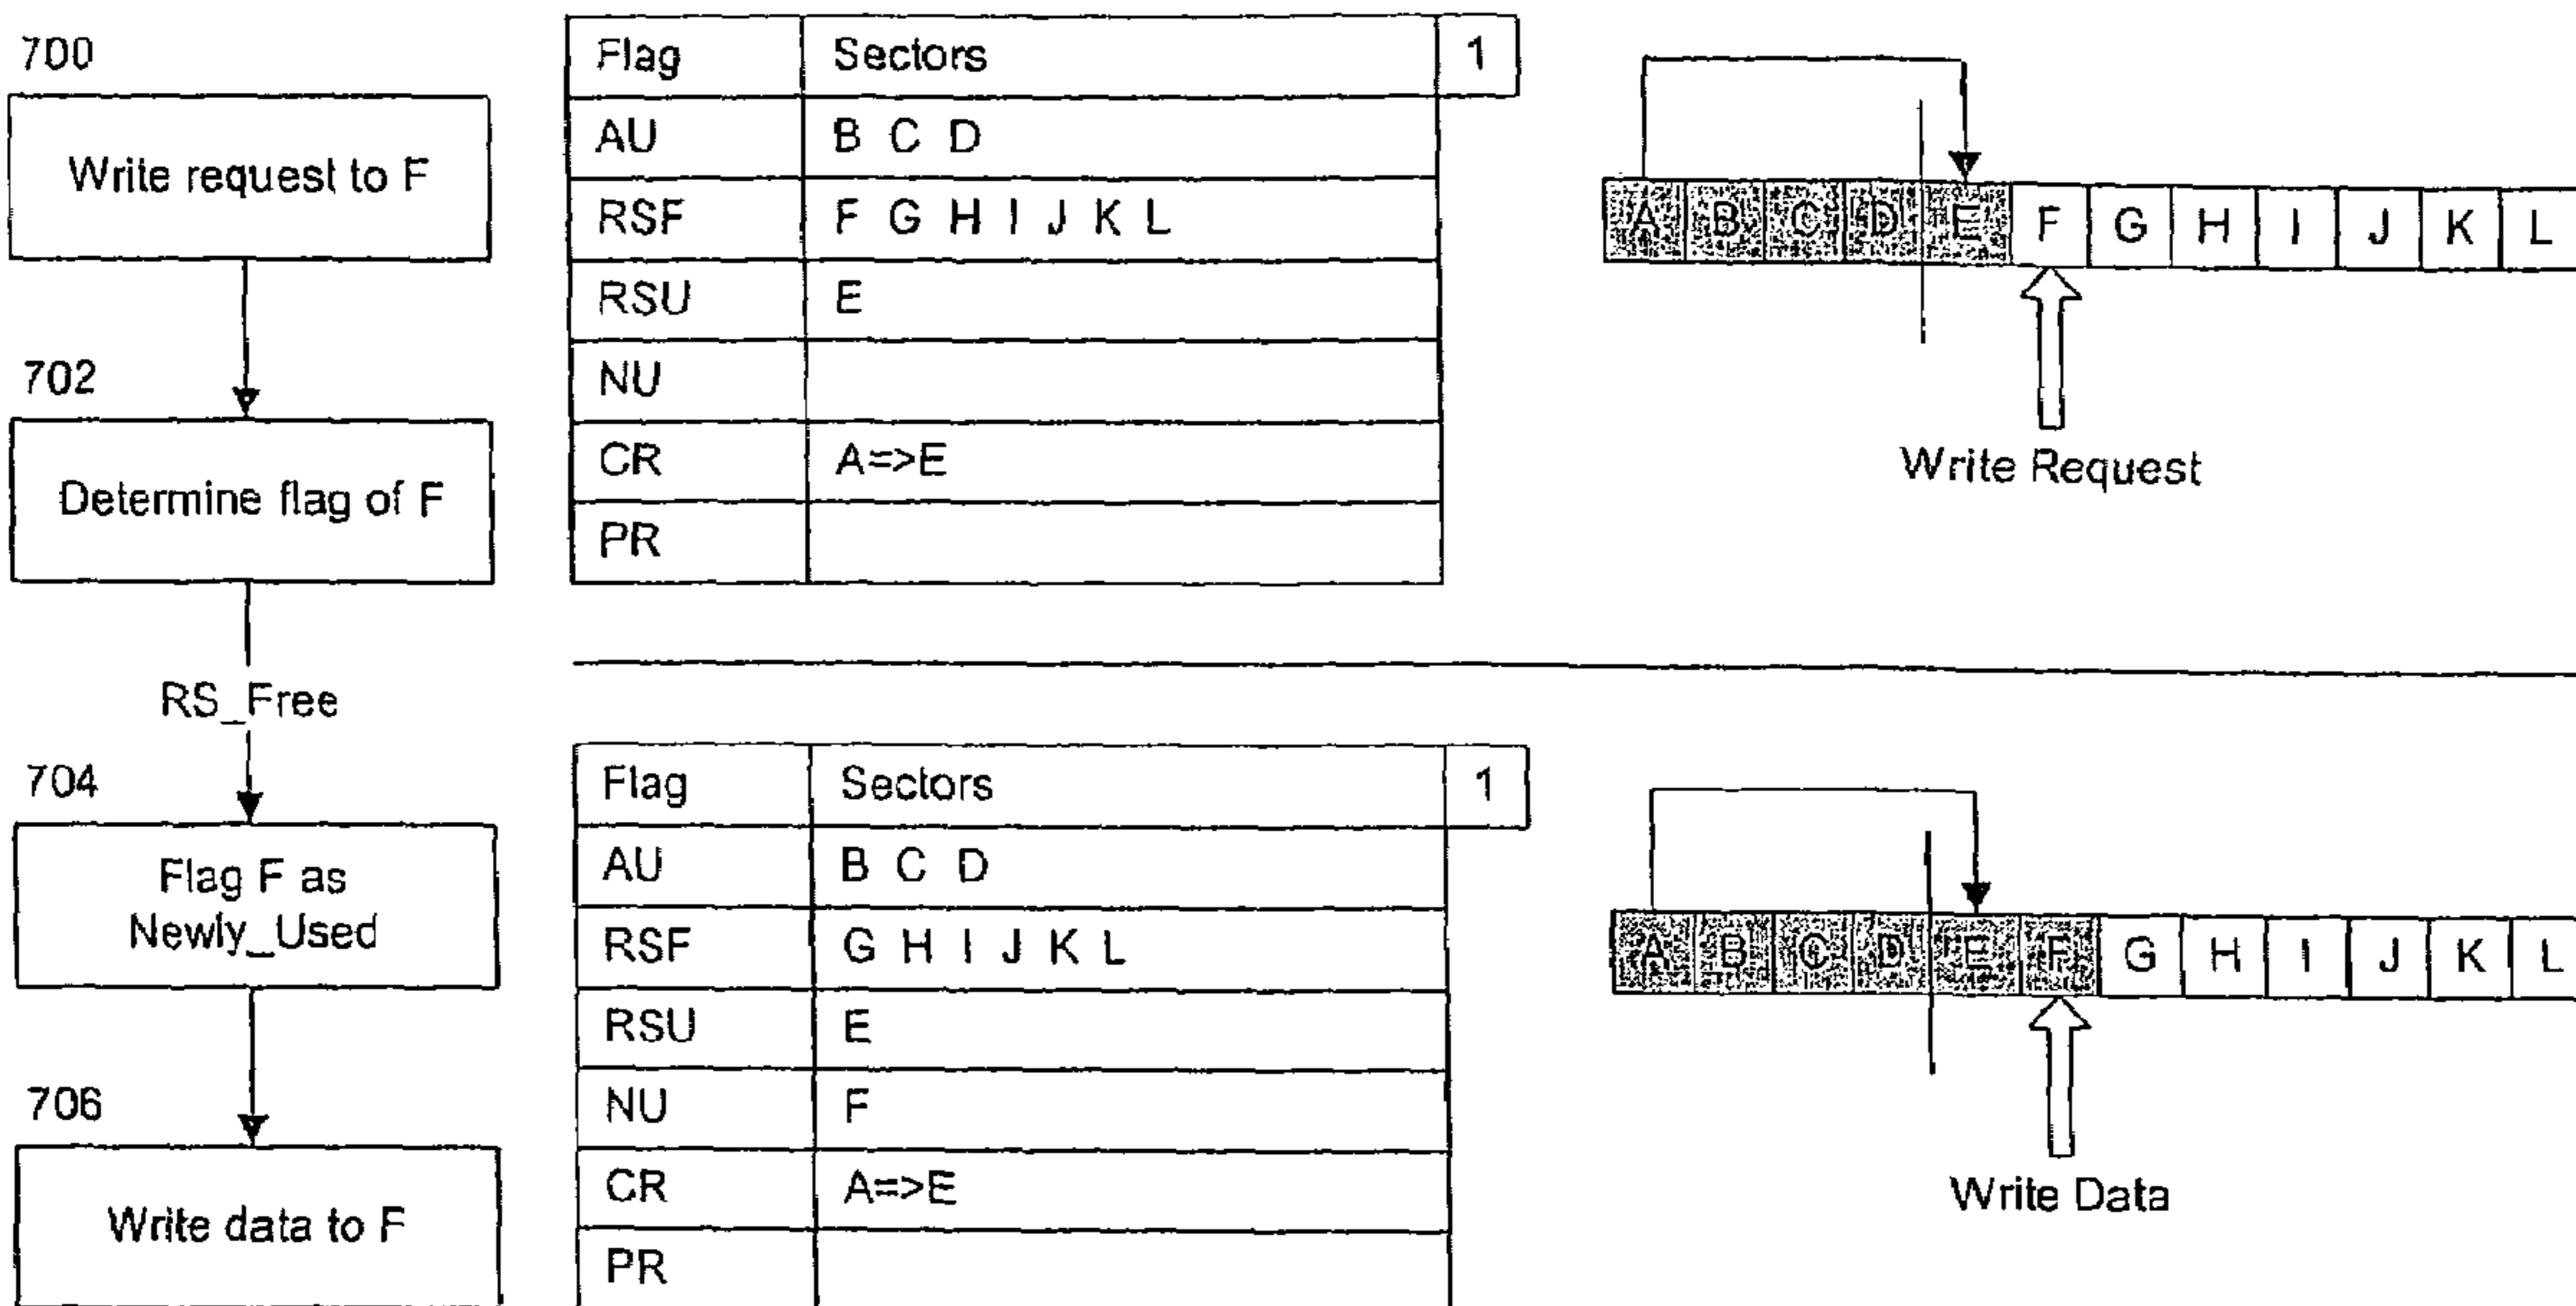 700
Write request to F
702
Determine flag of F
RS_Free
704
Flag F as
Newly_Used
706
Write data to F
Flag Sectors 1
AU B C D
RSF F G H I J K L
RSU E
NU
CR A=>E
PR
A B C D E F G H I J K L
Write Request
Flag Sectors 1
AU B C D
RSF G H I J K L
RSU E
NU F
CR A=>E
PR
A B C D E F G H I J K L
Write Data